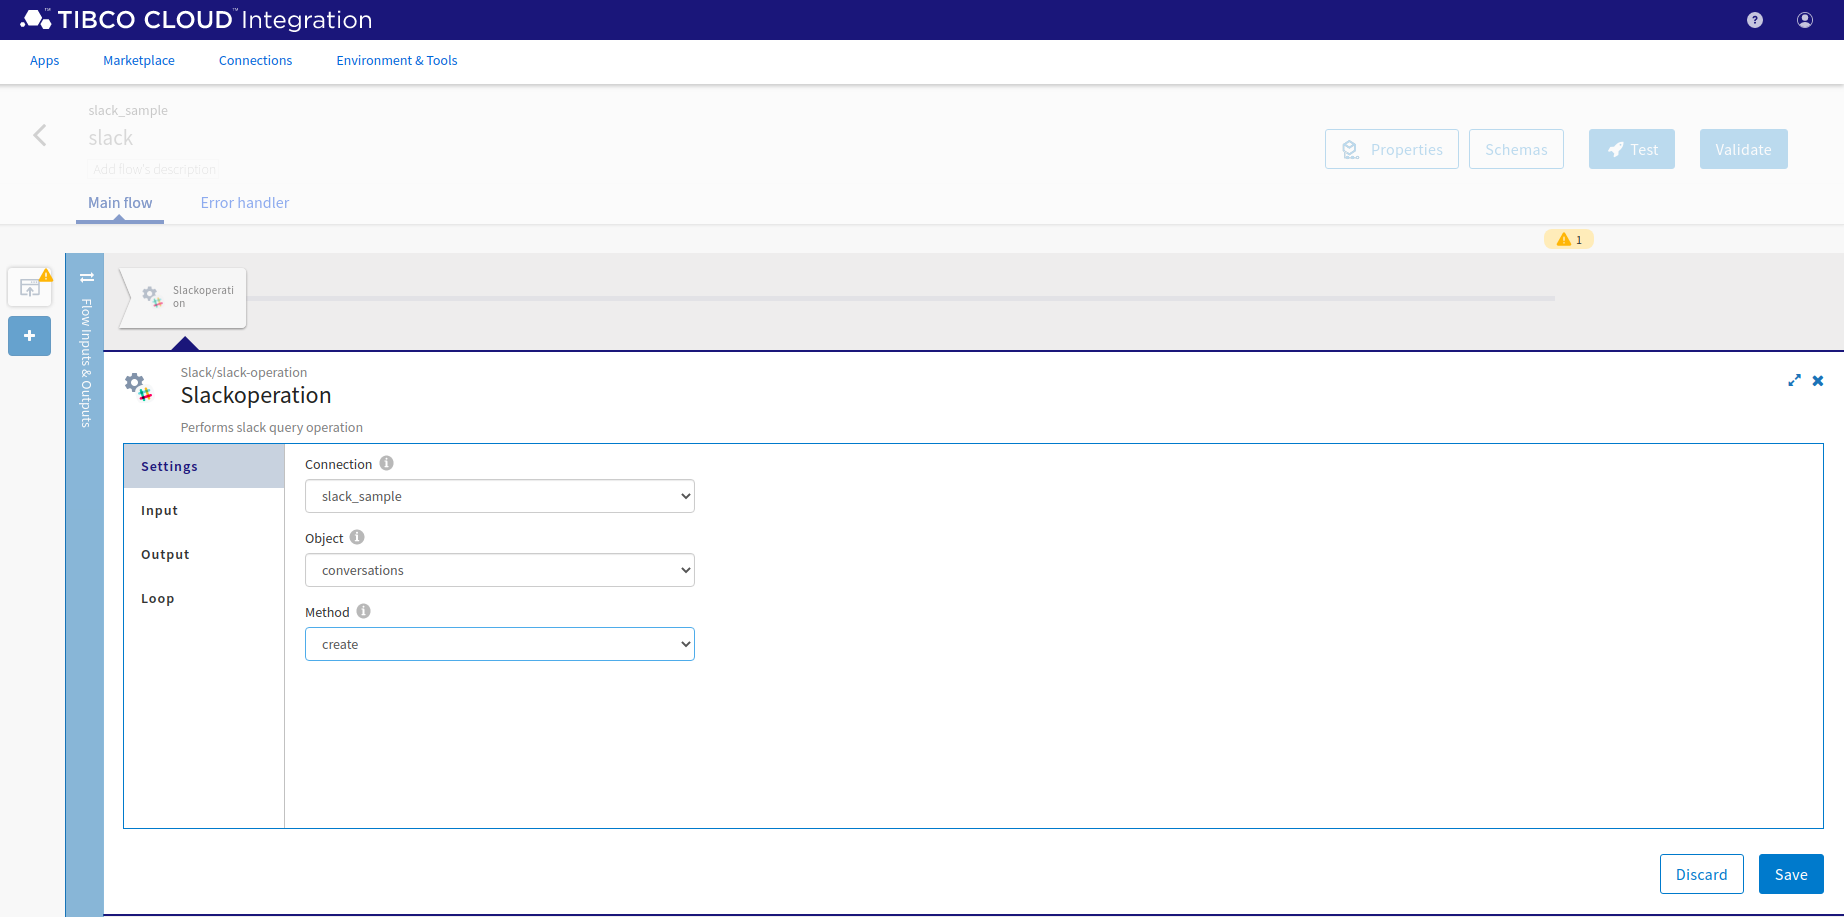 TIBCO CLOUD™ Integration
Apps Marketplace Connections Environment & Tools
slack_sample
slack
Add flow's description
Properties Schemas Test Validate
Main flow Error handler
1
Flow Inputs & Outputs
Slackoperati
on
Slack/slack-operation
Slackoperation
Performs slack query operation
Settings
Input
Output
Loop
Connection
slack_sample
Object
conversations
Method
create
Discard Save